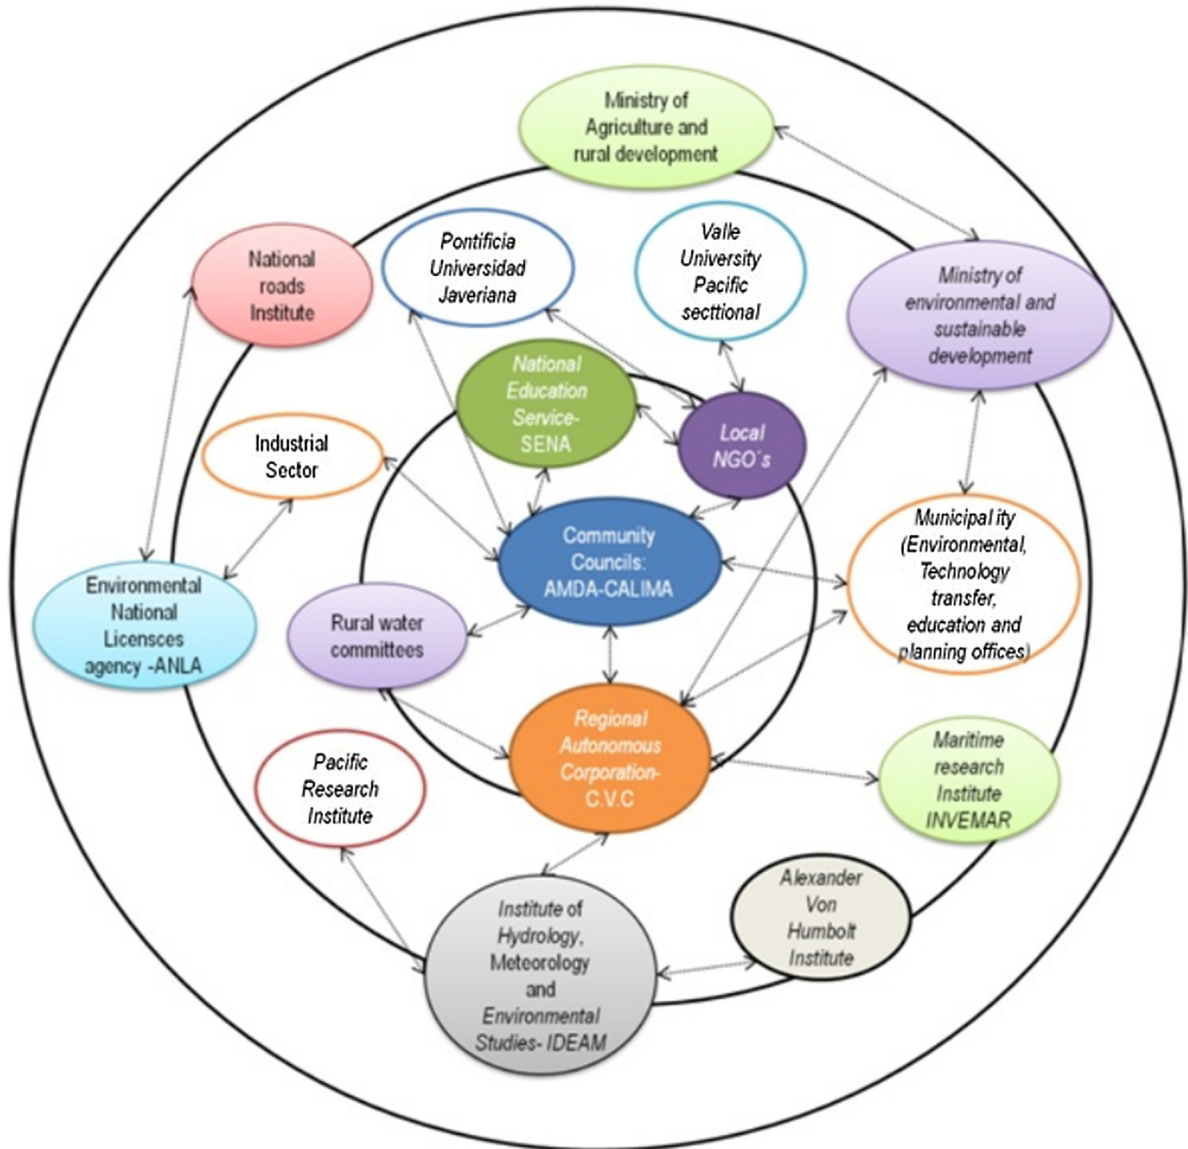 Ministry of
Agriculture and
rural development
National
roads
Institute
Pontificia
Universidad
Javeriana
Valle
University
Pacific
secttional
Ministry of
environmental and
sustainable
development
National
Education
Service-
SENA
Local
NGO´s
Industrial
Sector
Community
Councils:
AMDA-CALIMA
Municipality
(Environmental,
Technology
transfer,
education and
planning offices)
Environmental
National
Licensces
agency -ANLA
Rural water
committees
Regional
Autonomous
Corporation-
C.V.C
Pacific
Research
Institute
Maritime
research
Institute
INVEMAR
Alexander
Von
Humbolt
Institute
Institute of
Hydrology,
Meteorology
and
Environmental
Studies- IDEAM